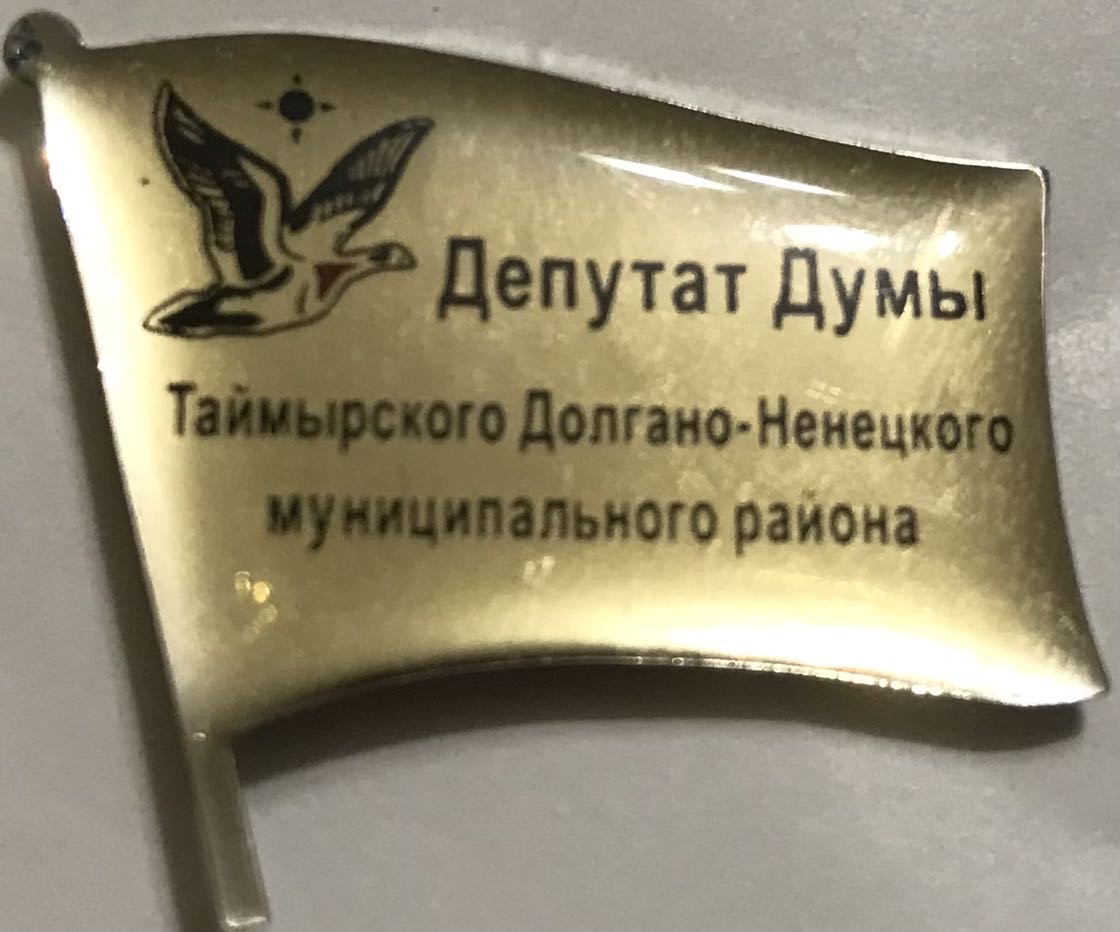 Депутат Думы
Таймырского Долгано-Ненецкого
муниципального района